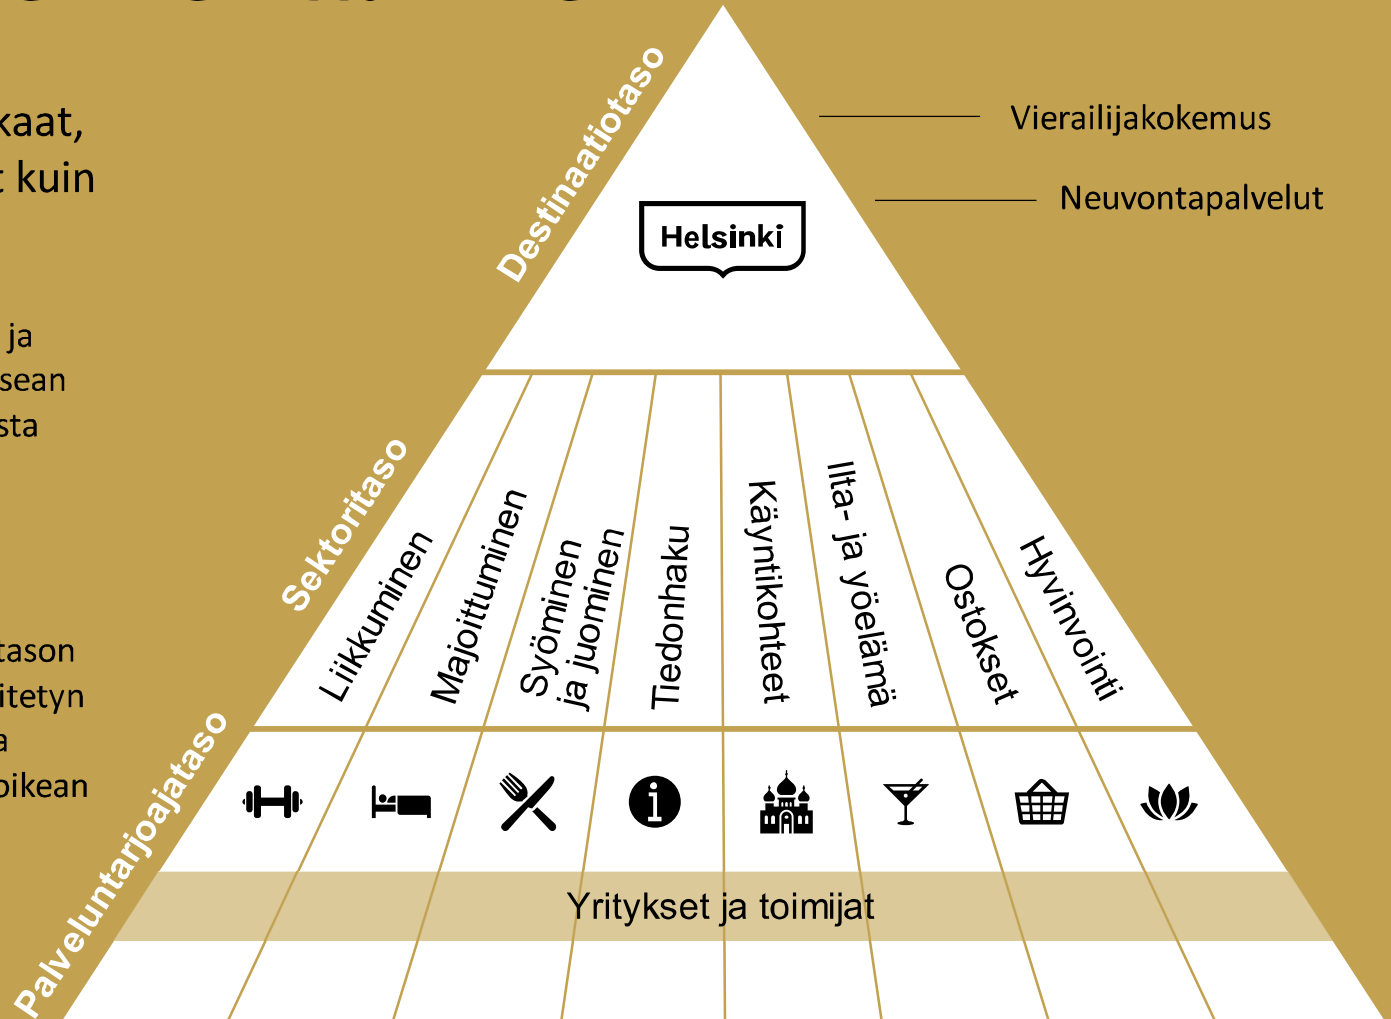 kaat,
kuin
ja
sean
sta
tason
itetyn
a
oikean
Destinaatiotaso
Vierailijakokemus
Neuvontapalvelut
Helsinki
Sektoritaso
Liikkuminen
Majoittuminen
Syöminen
ja juominen
Tiedonhaku
Käyntikohteet
Ilta- ja yöelämä
Ostokset
Hyvinvointi
Palveluntarjoajataso
Yritykset ja toimijat